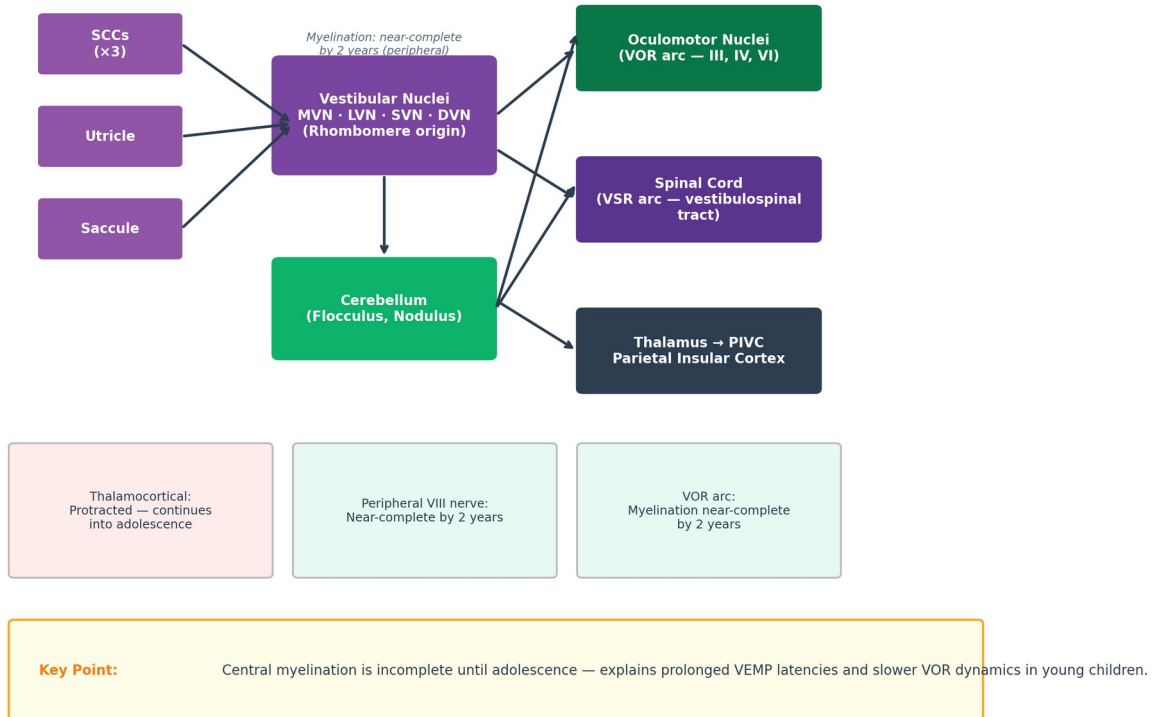 SCCs
(×3)
Utricle
Saccule
Myelination: near-complete
by 2 years (peripheral)
Vestibular Nuclei
MVN · LVN · SVN · DVN
(Rhombomere origin)
Cerebellum
(Flocculus, Nodulus)
Oculomotor Nuclei
(VOR arc — III, IV, VI)
Spinal Cord
(VSR arc — vestibulospinal
tract)
Thalamus → PIVC
Parietal Insular Cortex
Thalamocortical:
Protracted — continues
into adolescence
Peripheral VIII nerve:
Near-complete by 2 years
VOR arc:
Myelination near-complete
by 2 years
Key Point: Central myelination is incomplete until adolescence — explains prolonged VEMP latencies and slower VOR dynamics in young children.